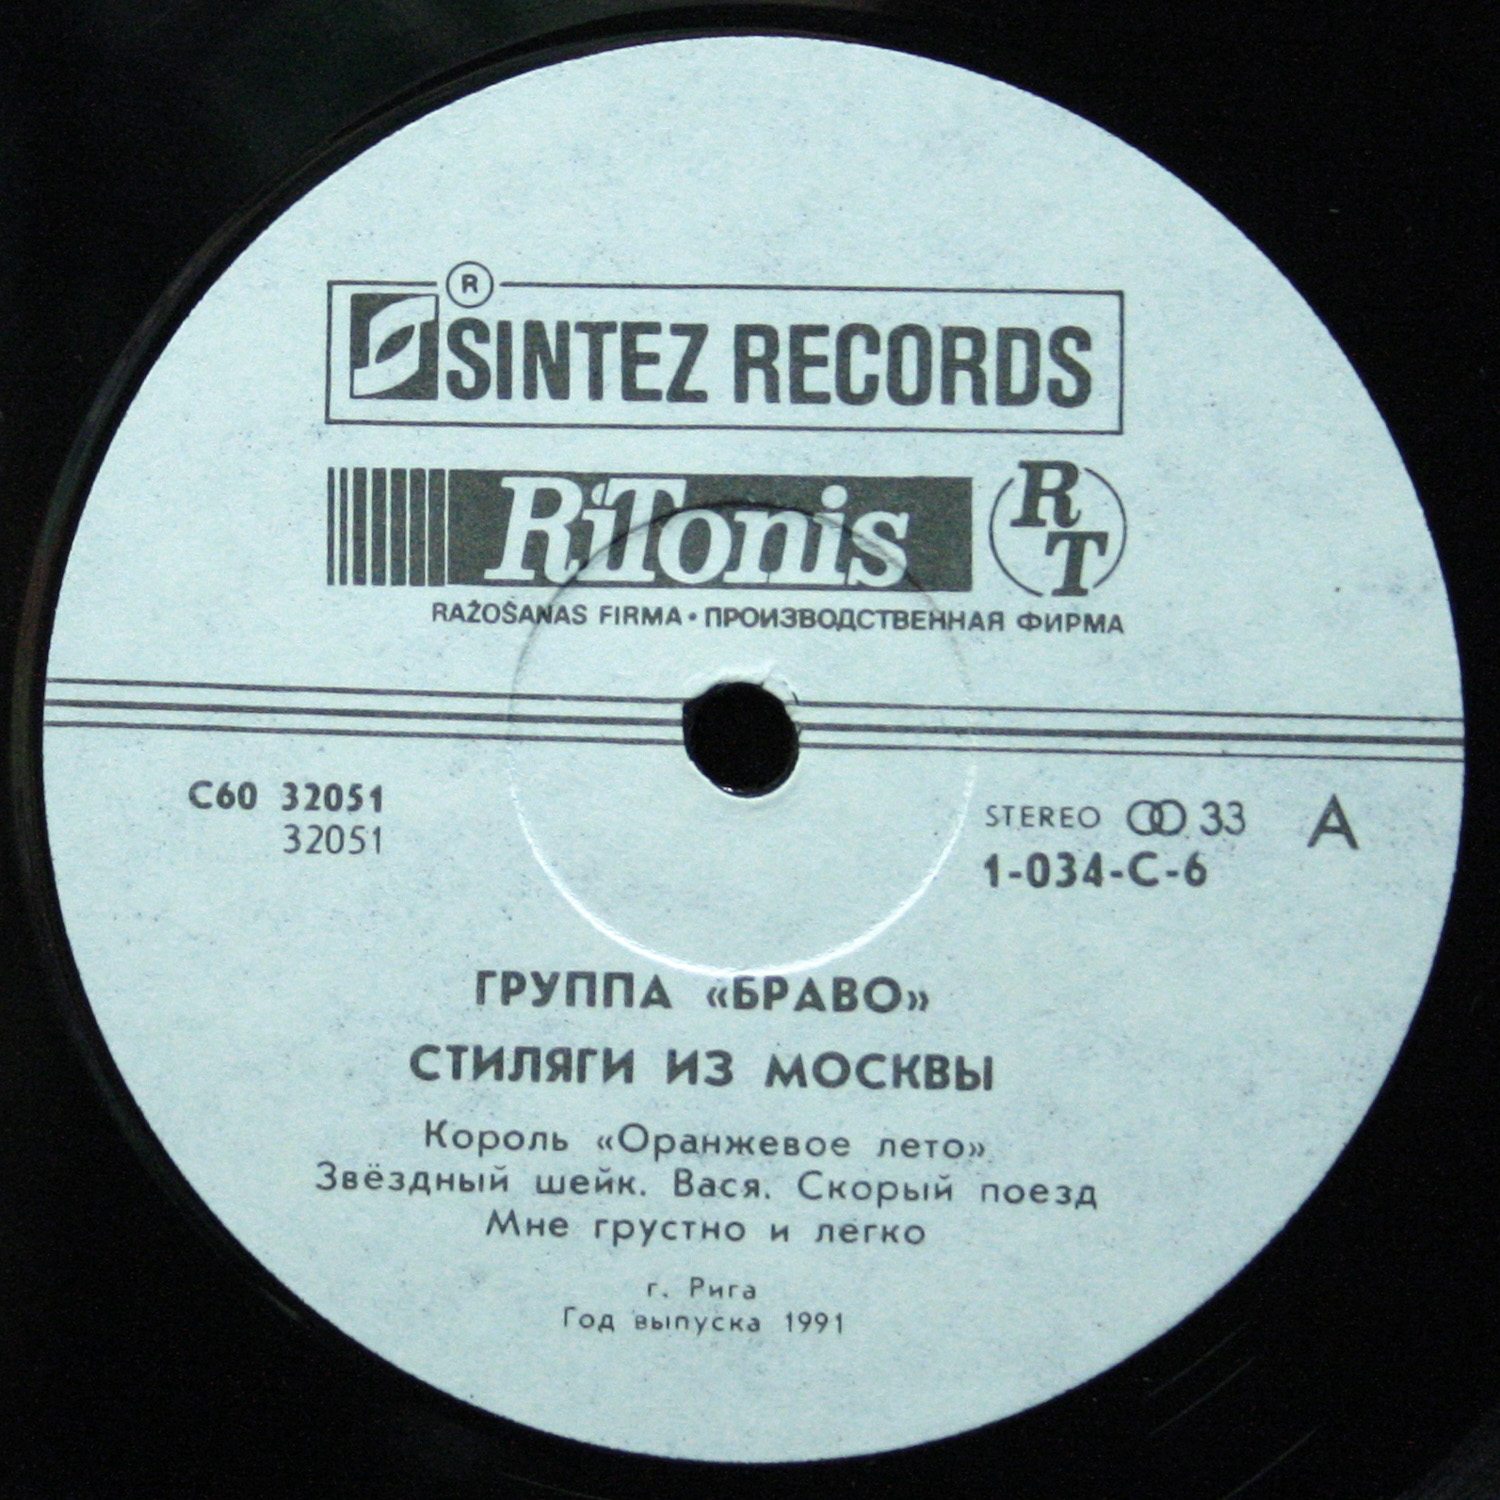 ®
SINTEZ RECORDS
RiTonis RT
RAŽOŠANAS FIRMA • ПРОИЗВОДСТВЕННАЯ ФИРМА
С60 32051
32051
STEREO 33 A
1-034-С-6
ГРУППА «БРАВО»
СТИЛЯГИ ИЗ МОСКВЫ
Король «Оранжевое лето»
Звёздный шейк. Вася. Скорый поезд
Мне грустно и легко
г. Рига
Год выпуска 1991